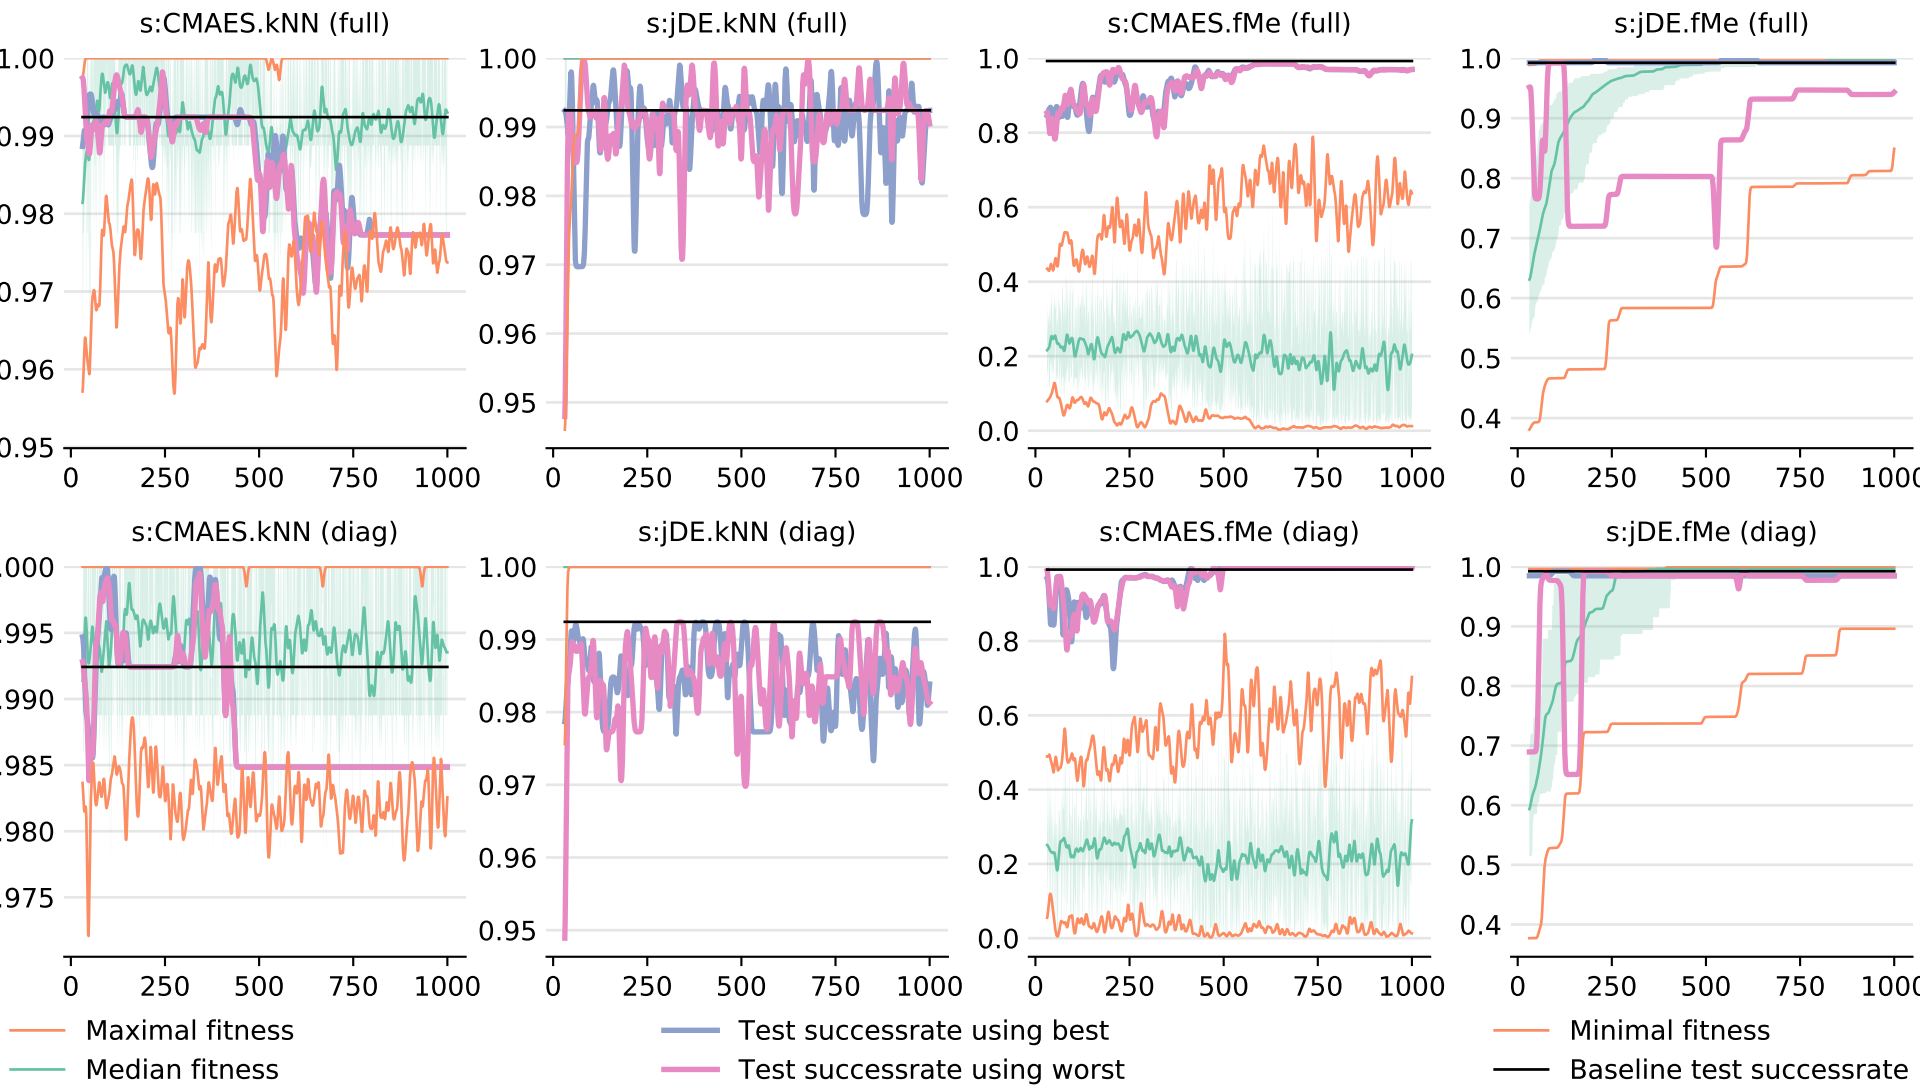 s:CMAES.kNN (full)
s:jDE.kNN (full)
s:CMAES.fMe (full)
s:jDE.fMe (full)
1.00
0.99
0.98
0.97
0.96
0.95
0 250 500 750 1000
1.00
0.99
0.98
0.97
0.96
0.95
0 250 500 750 1000
1.0
0.8
0.6
0.4
0.2
0.0
0 250 500 750 1000
1.0
0.9
0.8
0.7
0.6
0.5
0.4
0 250 500 750 1000
s:CMAES.kNN (diag)
s:jDE.kNN (diag)
s:CMAES.fMe (diag)
s:jDE.fMe (diag)
.000
.995
.990
.985
.980
.975
0 250 500 750 1000
1.00
0.99
0.98
0.97
0.96
0.95
0 250 500 750 1000
1.0
0.8
0.6
0.4
0.2
0.0
0 250 500 750 1000
1.0
0.9
0.8
0.7
0.6
0.5
0.4
0 250 500 750 1000
Maximal fitness
Median fitness
Test successrate using best
Test successrate using worst
Minimal fitness
Baseline test successrate